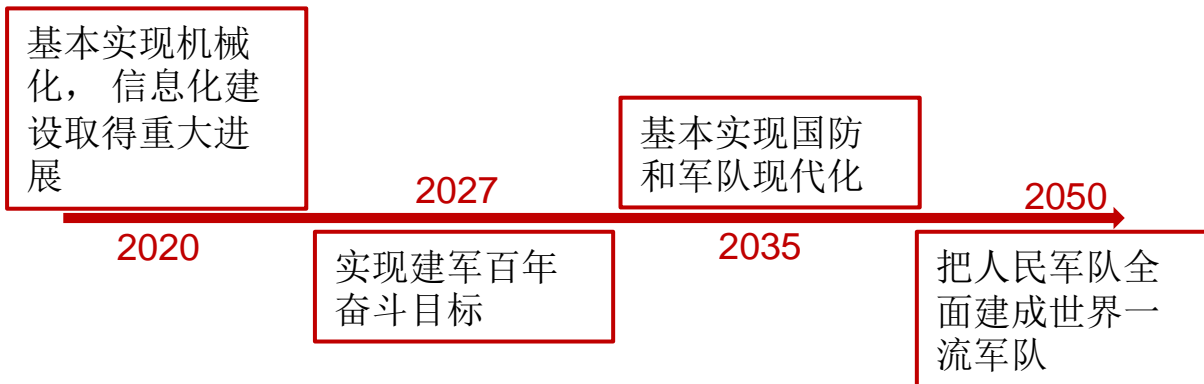 基本实现机械
化， 信息化建
设取得重大进
展
2020
2027
实现建军百年
奋斗目标
基本实现国防
和军队现代化
2035
2050
把人民军队全
面建成世界一
流军队